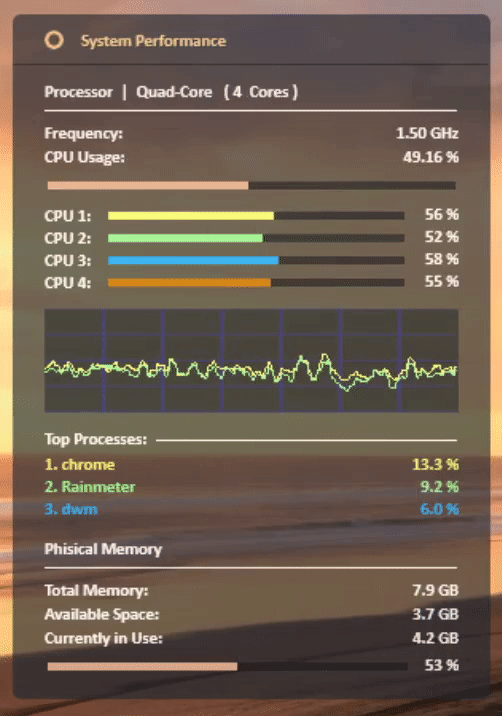 System Performance
Processor | Quad-Core ( 4 Cores )
Frequency: 1.50 GHz
CPU Usage: 49.16 %
CPU 1: 56 %
CPU 2: 52 %
CPU 3: 58 %
CPU 4: 55 %
Top Processes:
1. chrome 13.3 %
2. Rainmeter 9.2 %
3. dwm 6.0 %
Phisical Memory
Total Memory: 7.9 GB
Available Space: 3.7 GB
Currently in Use: 4.2 GB
53 %